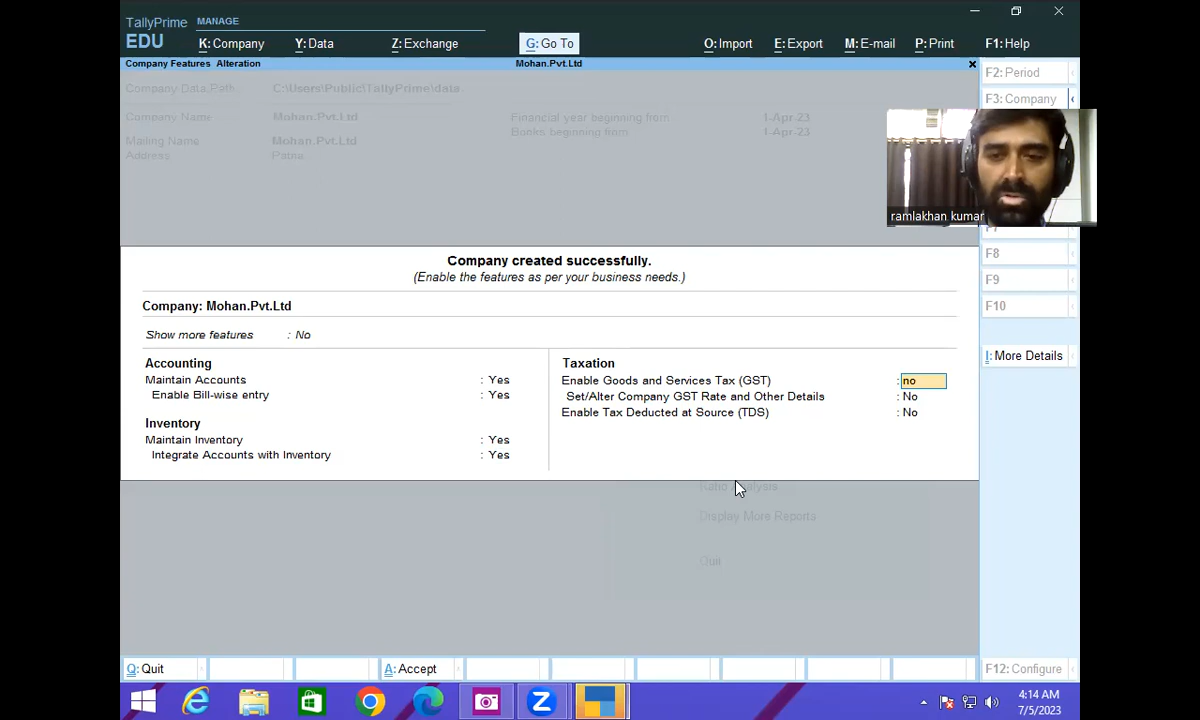 TallyPrime MANAGE
EDU K: Company Y: Data Z: Exchange G: Go To O: Import E: Export M: E-mail P: Print F1: Help
Company Features Alteration Mohan.Pvt.Ltd x F2: Period
Company Data Path C:\Users\Public\TallyPrime\data F3: Company
Company Name Mohan.Pvt.Ltd Financial year beginning from 1-Apr-23
Books beginning from 1-Apr-23
Mailing Name Mohan.Pvt.Ltd
Address Patna
ramlakhan kumar
F7
F8
F9
F10
Company created successfully.
(Enable the features as per your business needs.)
Company: Mohan.Pvt.Ltd
Show more features : No
I: More Details
Accounting
Maintain Accounts : Yes
Enable Bill-wise entry : Yes
Inventory
Maintain Inventory : Yes
Integrate Accounts with Inventory : Yes
Taxation
Enable Goods and Services Tax (GST) : no
Set/Alter Company GST Rate and Other Details : No
Enable Tax Deducted at Source (TDS) : No
Ratio Analysis
Display More Reports
Quit
Q: Quit A: Accept F12: Configure
4:14 AM
7/5/2023